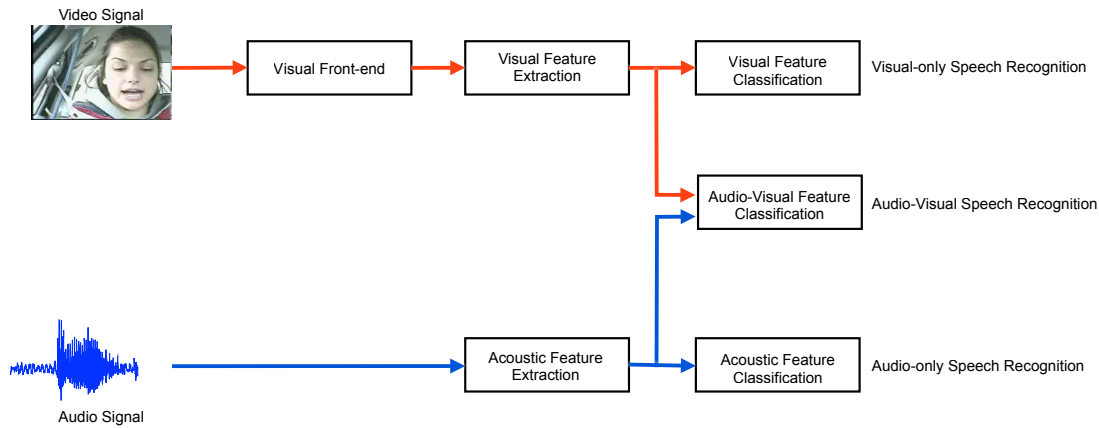 Video Signal
Visual Front-end
Visual Feature
Extraction
Visual Feature
Classification
Visual-only Speech Recognition
Audio-Visual Feature
Classification
Audio-Visual Speech Recognition
Acoustic Feature
Extraction
Acoustic Feature
Classification
Audio-only Speech Recognition
Audio Signal